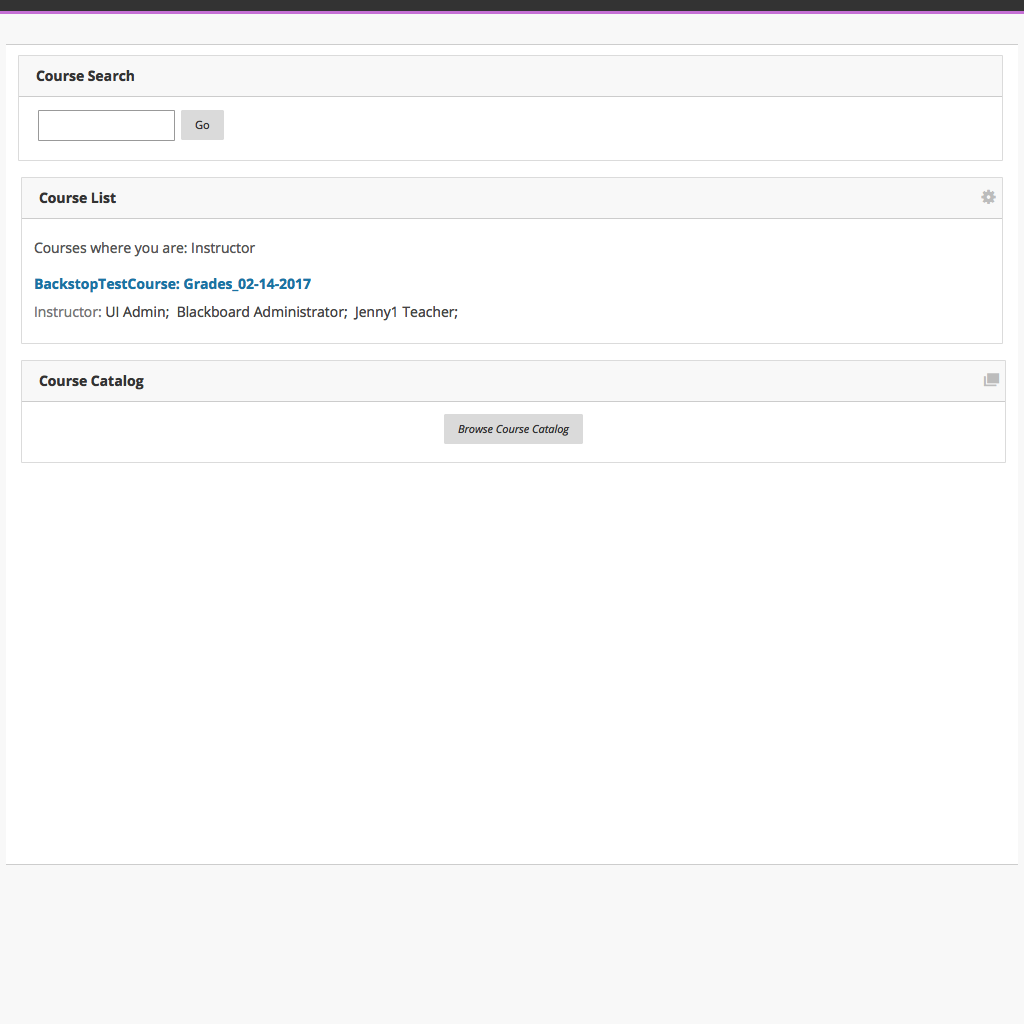 Course Search
Go
Course List
Courses where you are: Instructor
BackstopTestCourse: Grades_02-14-2017
Instructor: UI Admin;  Blackboard Administrator;  Jenny1 Teacher;
Course Catalog
Browse Course Catalog